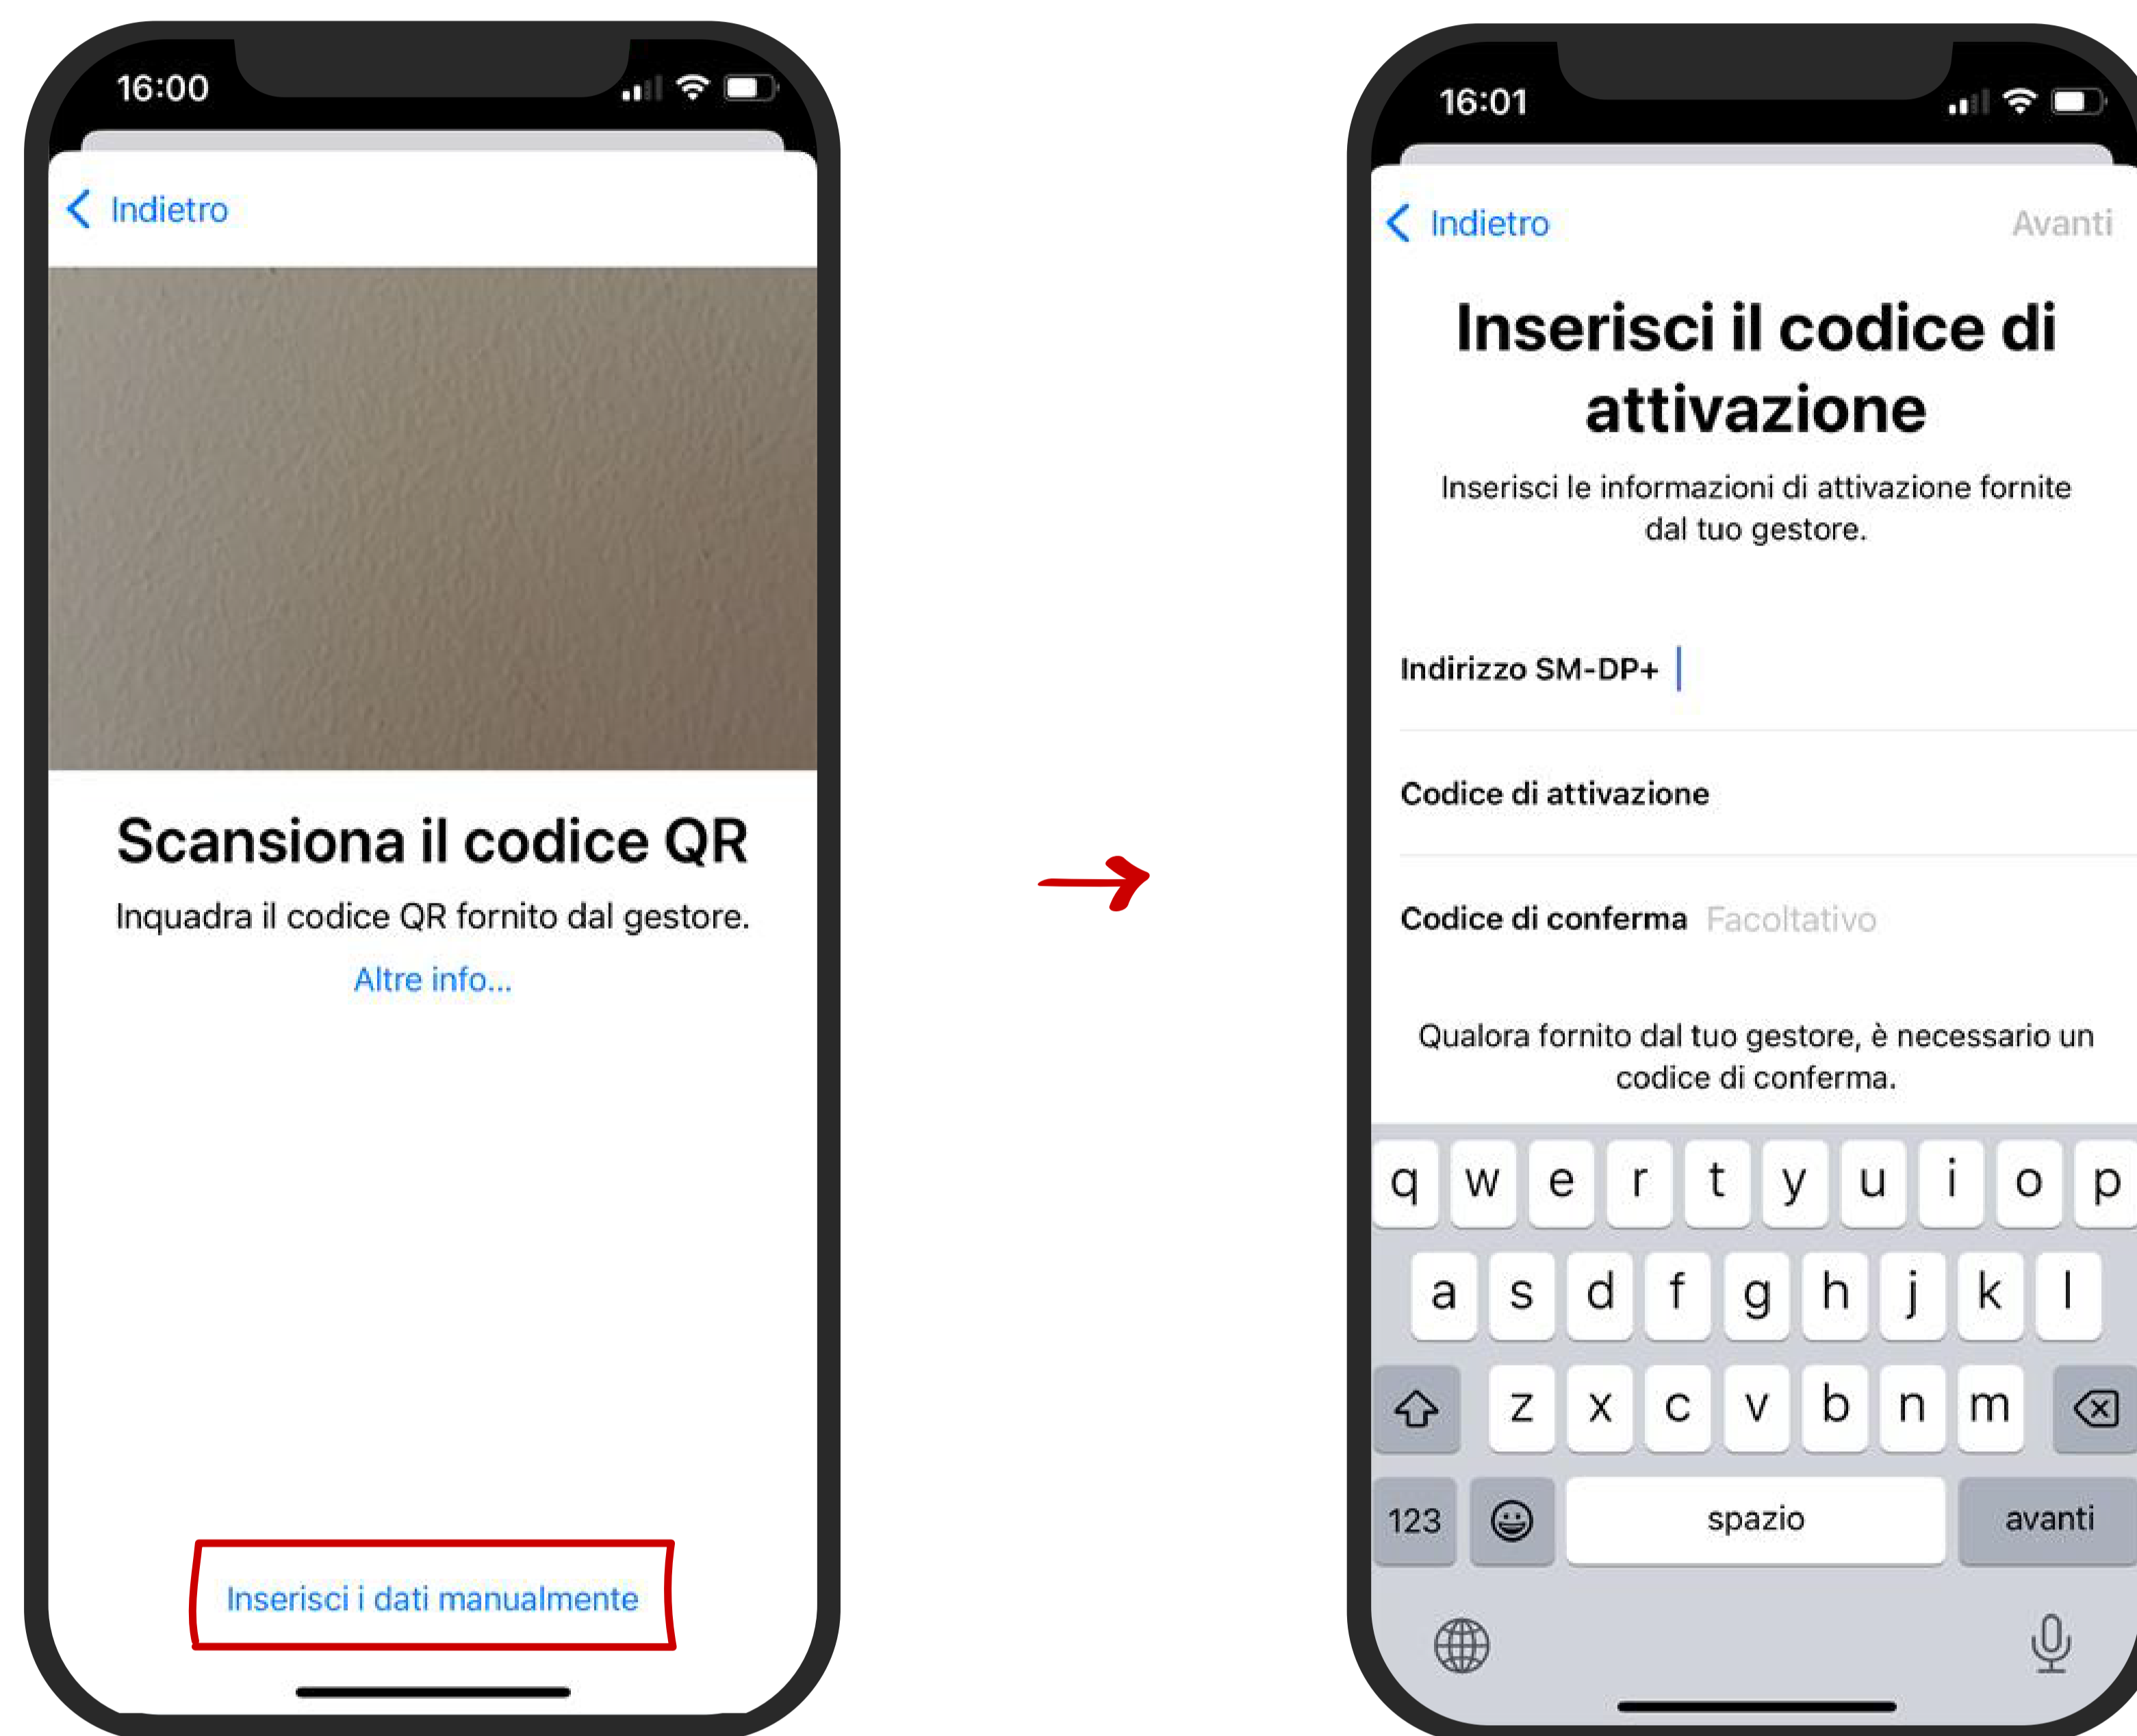 16:00
Indietro
Scansiona il codice QR
Inquadra il codice QR fornito dal gestore.
Altre info...
Inserisci i dati manualmente
16:01
Indietro
Avanti
Inserisci il codice di
attivazione
Inserisci le informazioni di attivazione fornite
dal tuo gestore.
Indirizzo SM-DP+
Codice di attivazione
Codice di conferma Facoltativo
Qualora fornito dal tuo gestore, è necessario un
codice di conferma.
q w e r t y u i o p
a s d f g h j k l
z x c v b n m
123 spazio avanti